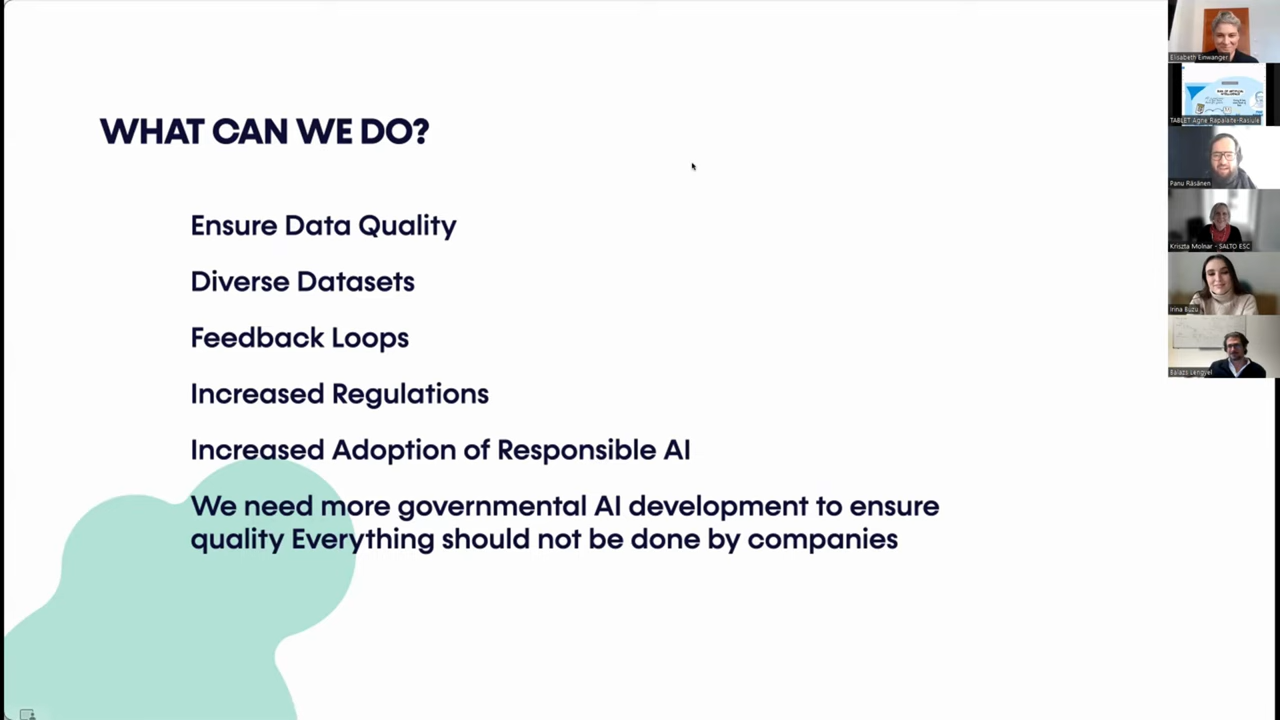 WHAT CAN WE DO?
Ensure Data Quality
Diverse Datasets
Feedback Loops
Increased Regulations
Increased Adoption of Responsible AI
We need more governmental AI development to ensure
quality Everything should not be done by companies
Elisabeth Einwanger
TABLET Agne Rapalaite-Rasiule
Panu Räsänen
Kriszta Molnar - SALTO ESC
Irina Buzu
Balazs Lengyel